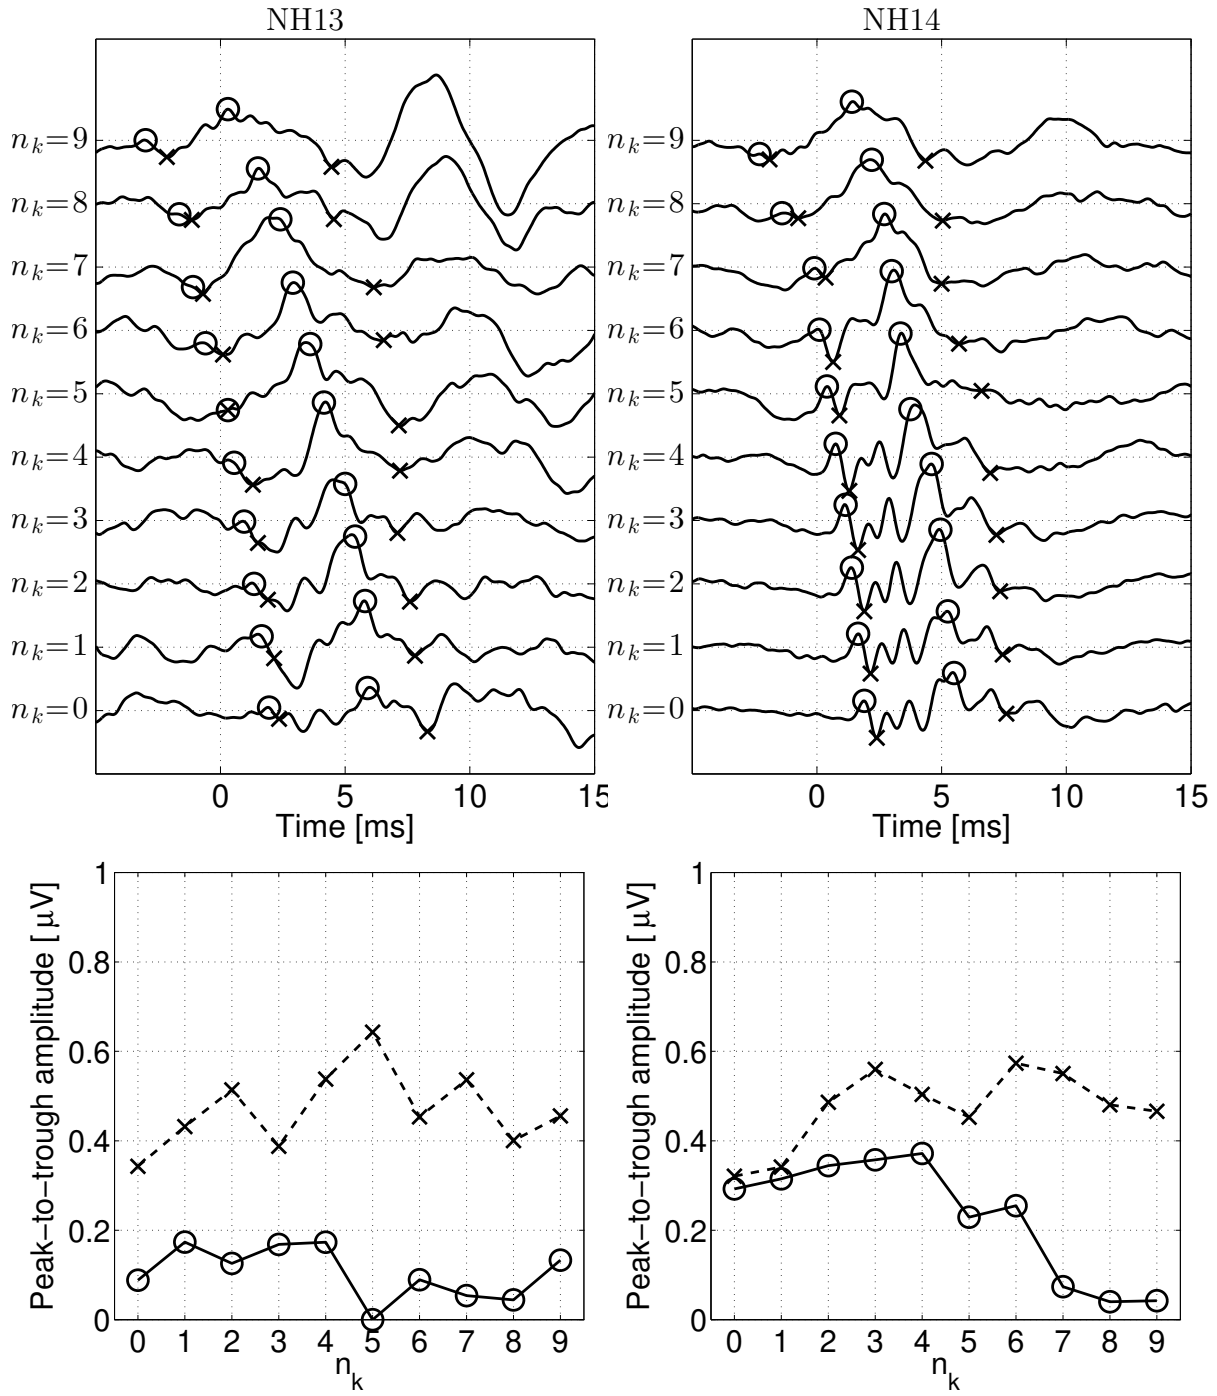 NH13
NH14
n_k=9
n_k=8
n_k=7
n_k=6
n_k=5
n_k=4
n_k=3
n_k=2
n_k=1
n_k=0
0 5 10 15
Time [ms]
n_k=9
n_k=8
n_k=7
n_k=6
n_k=5
n_k=4
n_k=3
n_k=2
n_k=1
n_k=0
0 5 10 15
Time [ms]
Peak−to−trough amplitude [ μV]
1
0.8
0.6
0.4
0.2
0
0 1 2 3 4 5 6 7 8 9
n_k
Peak−to−trough amplitude [ μV]
1
0.8
0.6
0.4
0.2
0
0 1 2 3 4 5 6 7 8 9
n_k